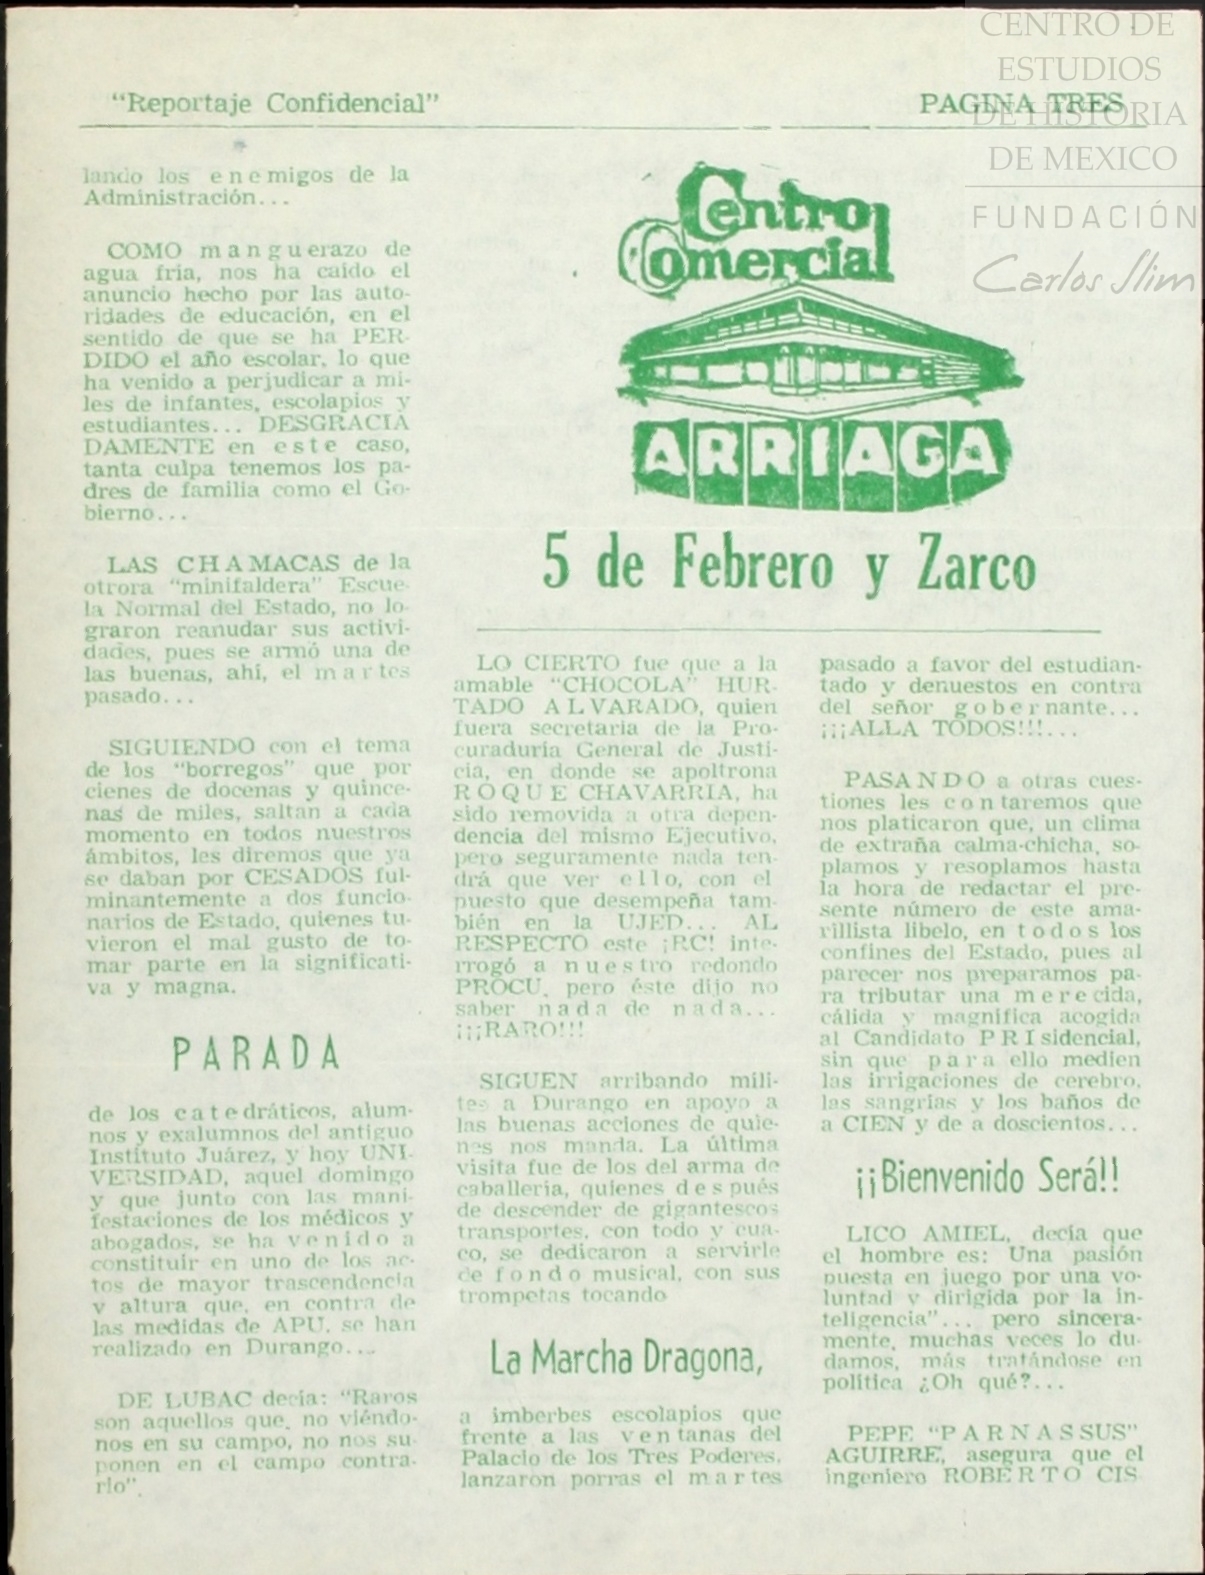 CENTRO DE
ESTUDIOS
DE HISTORIA
DE MEXICO
FUNDACIÓN
Carlos Slim
"Reportaje Confidencial"
PAGINA TRES
lando los enemigos de la
Administración...
COMO manguerazo de
agua fria, nos ha caido el
anuncio hecho por las auto-
ridades de educación, en el
sentido de que se ha PER-
DIDO el año escolar, lo que
ha venido a perjudicar a mi-
les de infantes, escolapios y
estudiantes... DESGRACIA
DAMENTE en este caso,
tanta culpa tenemos los pa-
dres de familia como el Go-
bierno...
LAS CHAMACAS de la
otrora "minifaldera" Escue-
la Normal del Estado, no lo-
graron reanudar sus activi-
dades, pues se armó una de
las buenas, ahí, el martes
pasado...
SIGUIENDO con el tema
de los "borregos" que por
cienes de docenas y quince-
nas de miles, saltan a cada
momento en todos nuestros
ámbitos, les diremos que ya
se daban por CESADOS ful-
minantemente a dos funcio-
narios de Estado, quienes tu-
vieron el mal gusto de to-
mar parte en la significati-
va y magna.
PARADA
de los catedráticos, alum-
nos y exalumnos del antiguo
Instituto Juárez, y hoy UNI-
VERSIDAD, aquel domingo
y que junto con las mani-
festaciones de los médicos y
abogados, se ha venido a
constituir en uno de los ac-
tos de mayor trascendencia
y altura que, en contra de
las medidas de APU, se han
realizado en Durango...
DE LUBAC decia: "Raros
son aquellos que, no viéndo-
nos en su campo, no nos su-
ponen en el campo contra-
rio".
Centro
Comercial
ARRIAGA
5 de Febrero y Zarco
LO CIERTO fue que a la
amable "CHOCOLA" HUR-
TADO ALVARADO, quien
fuera secretaria de la Pro-
curaduria General de Justi-
cia, en donde se apoltrona
ROQUE CHAVARRIA, ha
sido removida a otra depen-
dencia del mismo Ejecutivo,
pero seguramente nada ten-
drá que ver ello, con el
puesto que desempeña tam-
bién en la UJED... AL
RESPECTO este ¡RC! inte-
rrogó a nuestro redondo
PROCU, pero éste dijo no
saber nada de nada...
¡¡¡RARO!!!
SIGUEN arribando mili-
tes a Durango en apoyo a
las buenas acciones de quie-
nes nos manda. La última
visita fue de los del arma de
caballeria, quienes después
de descender de gigantescos
transportes, con todo y cua-
co, se dedicaron a servirle
de fondo musical, con sus
trompetas tocando
La Marcha Dragona,
a imberbes escolapios que
frente a las ventanas del
Palacio de los Tres Poderes,
lanzaron porras el martes
pasado a favor del estudian-
tado y denuestos en contra
del señor gobernante...
¡¡¡ALLA TODOS!!!...
PASANDO a otras cues-
tiones les contaremos que
nos platicaron que, un clima
de extraña calma-chicha, so-
plamos y resoplamos hasta
la hora de redactar el pre-
sente número de este ama-
rillista libelo, en todos los
confines del Estado, pues al
parecer nos preparamos pa-
ra tributar una merecida,
cálida y magnifica acogida
al Candidato PRIsidencial,
sin que para ello medien
las irrigaciones de cerebro,
las sangrias y los baños de
a CIEN y de a doscientos...
¡¡Bienvenido Será!!
LICO AMIEL, decía que
el hombre es: Una pasión
puesta en juego por una vo-
luntad y dirigida por la in-
teligencia"... pero sincera-
mente, muchas veces lo du-
damos, más tratándose en
politica ¿Oh qué?...
PEPE "PARNASSUS"
AGUIRRE, asegura que el
ingeniero ROBERTO CIS